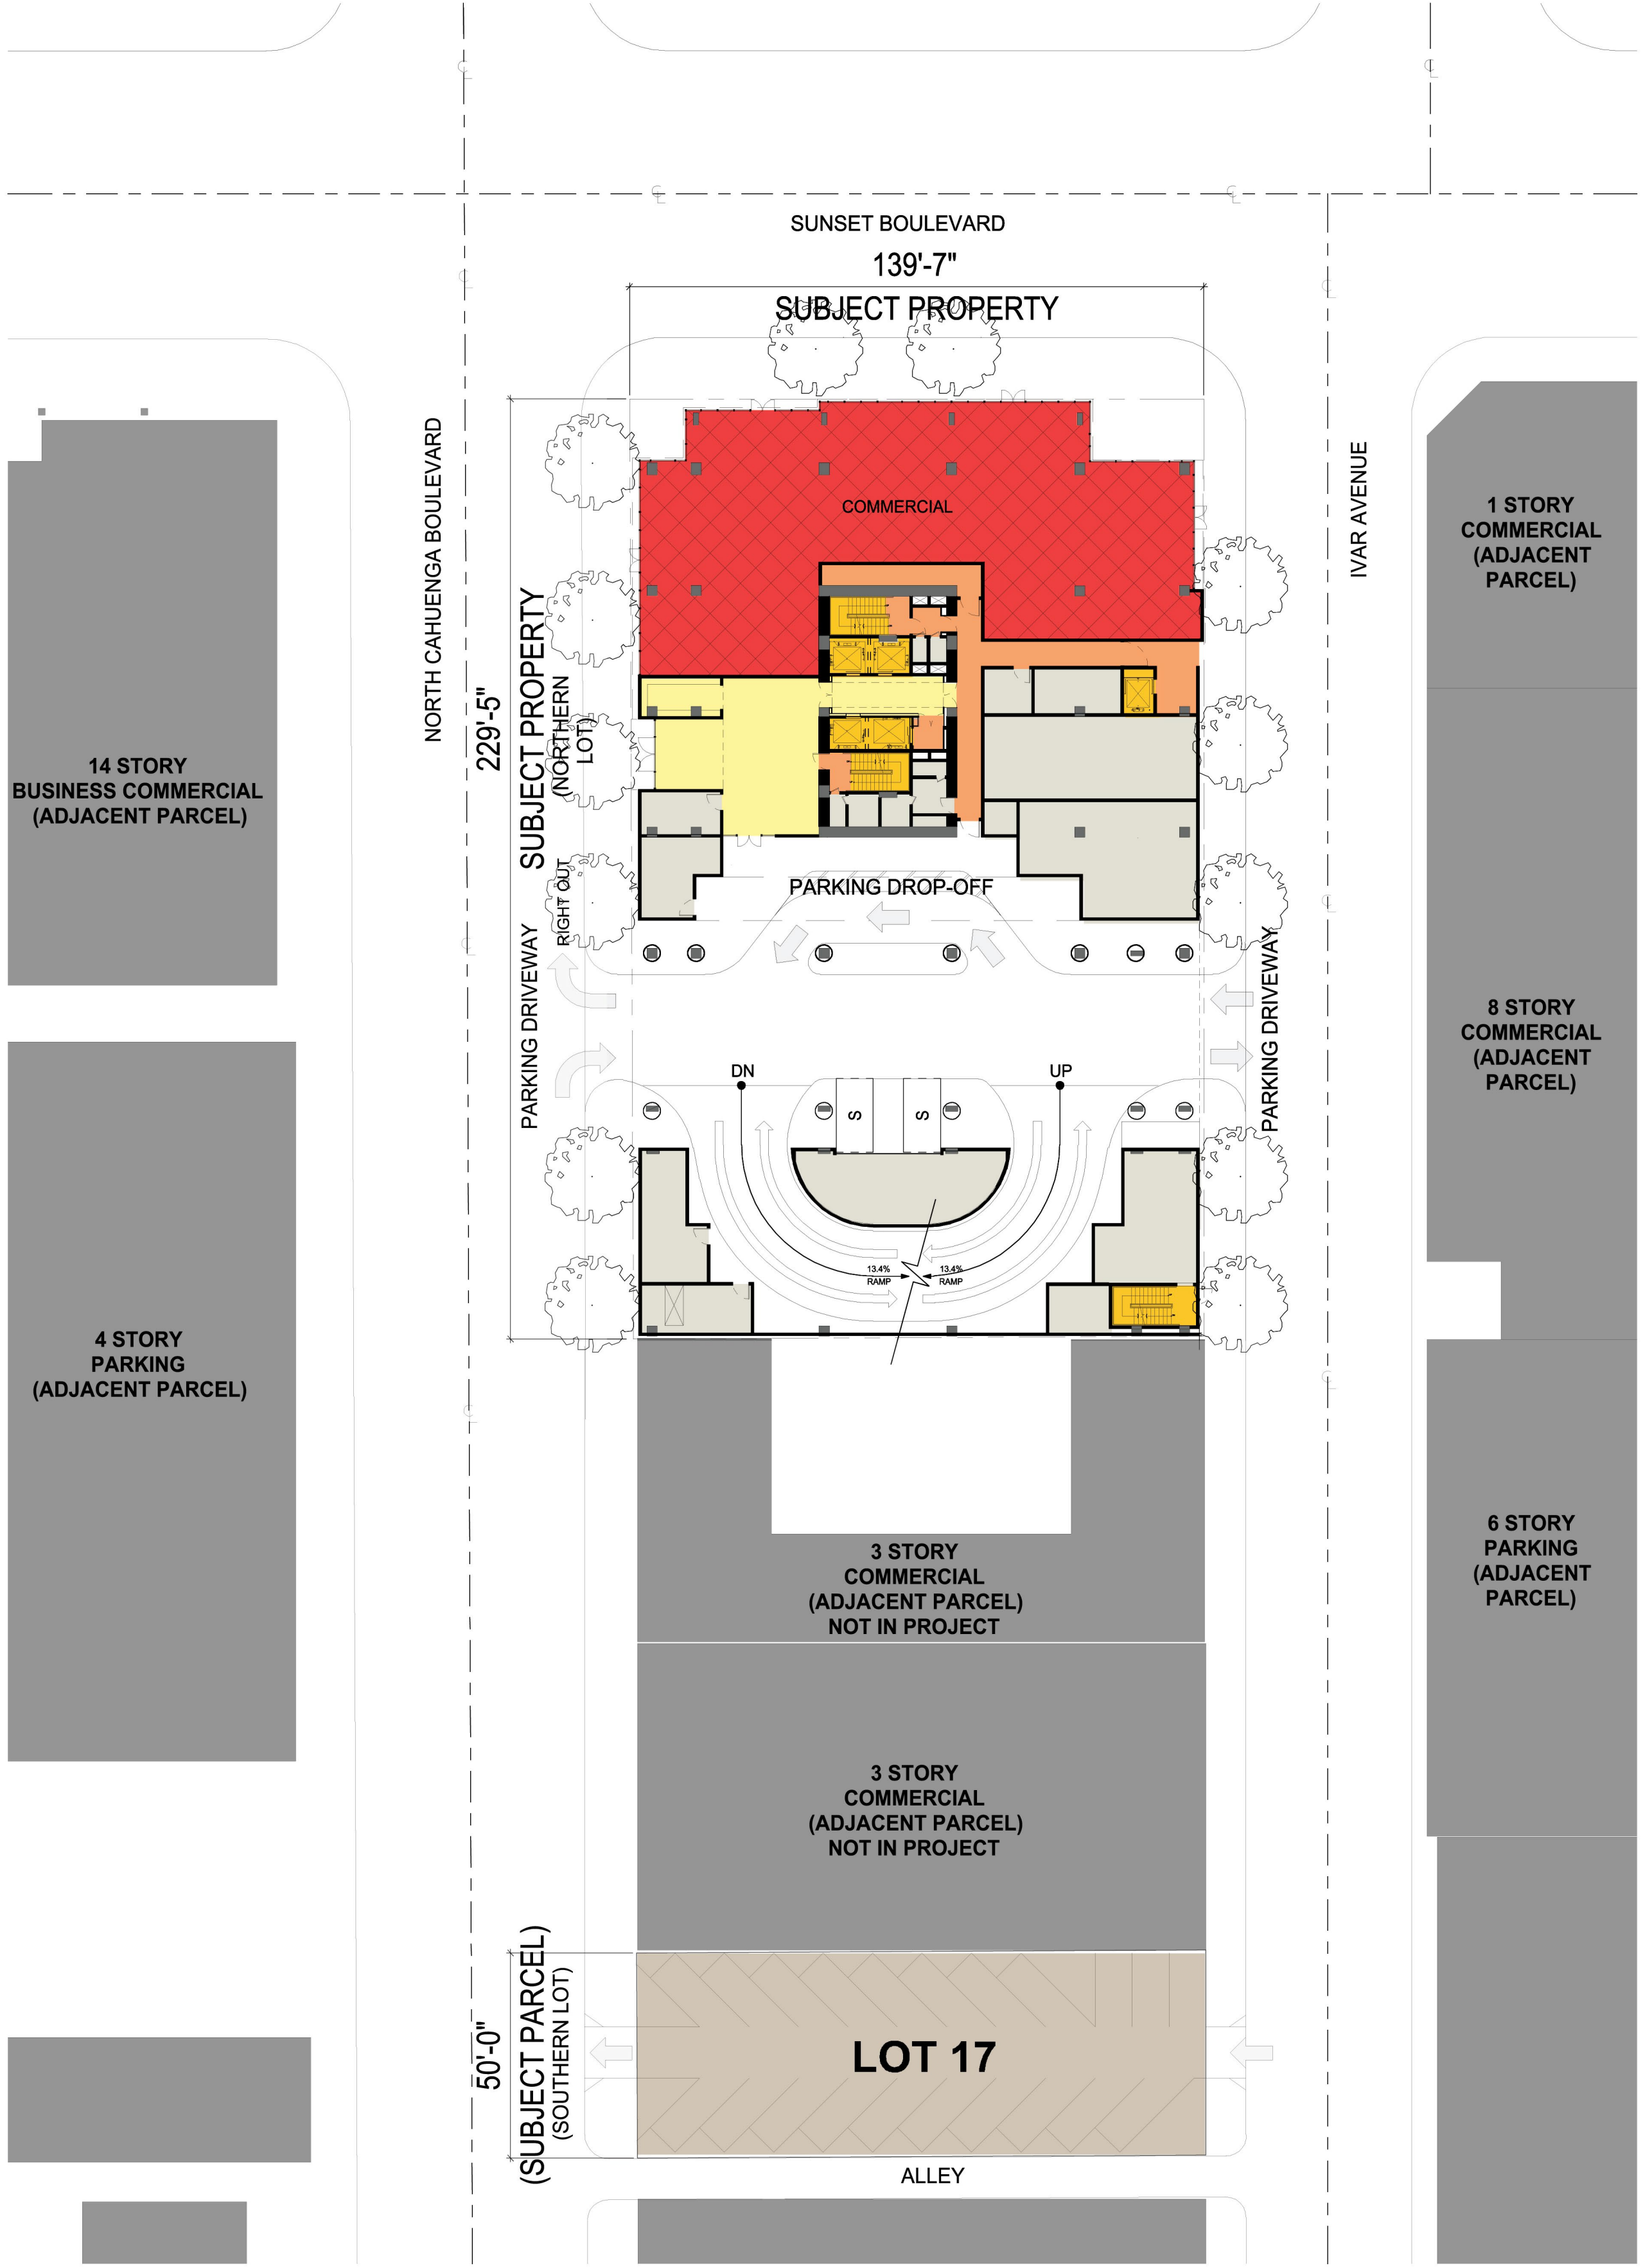 SUNSET BOULEVARD
139'-7"
SUBJECT PROPERTY
NORTH CAHUENGA BOULEVARD
IVAR AVENUE
COMMERCIAL
1 STORY
COMMERCIAL
(ADJACENT
PARCEL)
229'-5"
SUBJECT PROPERTY
(NORTHERN
LOT)
14 STORY
BUSINESS COMMERCIAL
(ADJACENT PARCEL)
RIGHT OUT
PARKING DROP-OFF
PARKING DRIVEWAY
PARKING DRIVEWAY
8 STORY
COMMERCIAL
(ADJACENT
PARCEL)
DN
UP
S
S
13.4%
RAMP
13.4%
RAMP
4 STORY
PARKING
(ADJACENT PARCEL)
3 STORY
COMMERCIAL
(ADJACENT PARCEL)
NOT IN PROJECT
6 STORY
PARKING
(ADJACENT
PARCEL)
3 STORY
COMMERCIAL
(ADJACENT PARCEL)
NOT IN PROJECT
50'-0"
(SUBJECT PARCEL)
(SOUTHERN LOT)
LOT 17
ALLEY